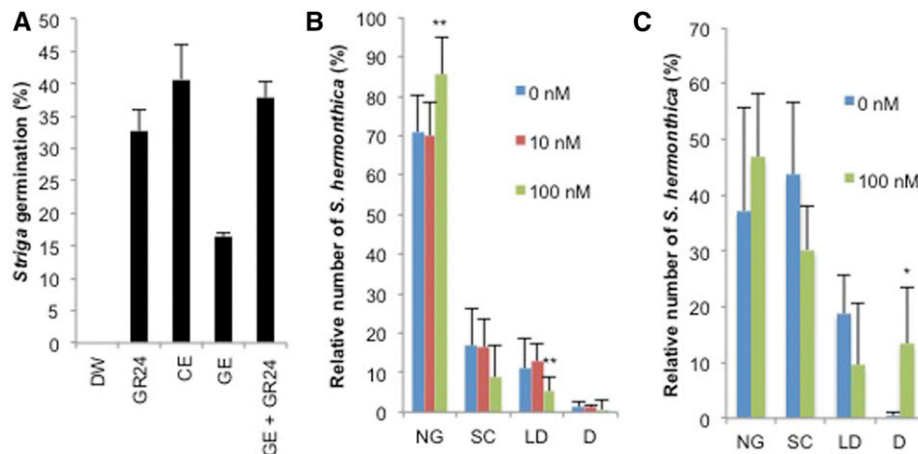 A
Striga germination (%)
50
45
40
35
30
25
20
15
10
5
0
DW
GR24
CE
GE
GE + GR24
B
Relative number of S. hermonthica (%)
100
90
80
70
60
50
40
30
20
10
0
**
**
0 nM
10 nM
100 nM
NG SC LD D
C
Relative number of S. hermonthica (%)
70
60
50
40
30
20
10
0
0 nM
100 nM
*
NG SC LD D